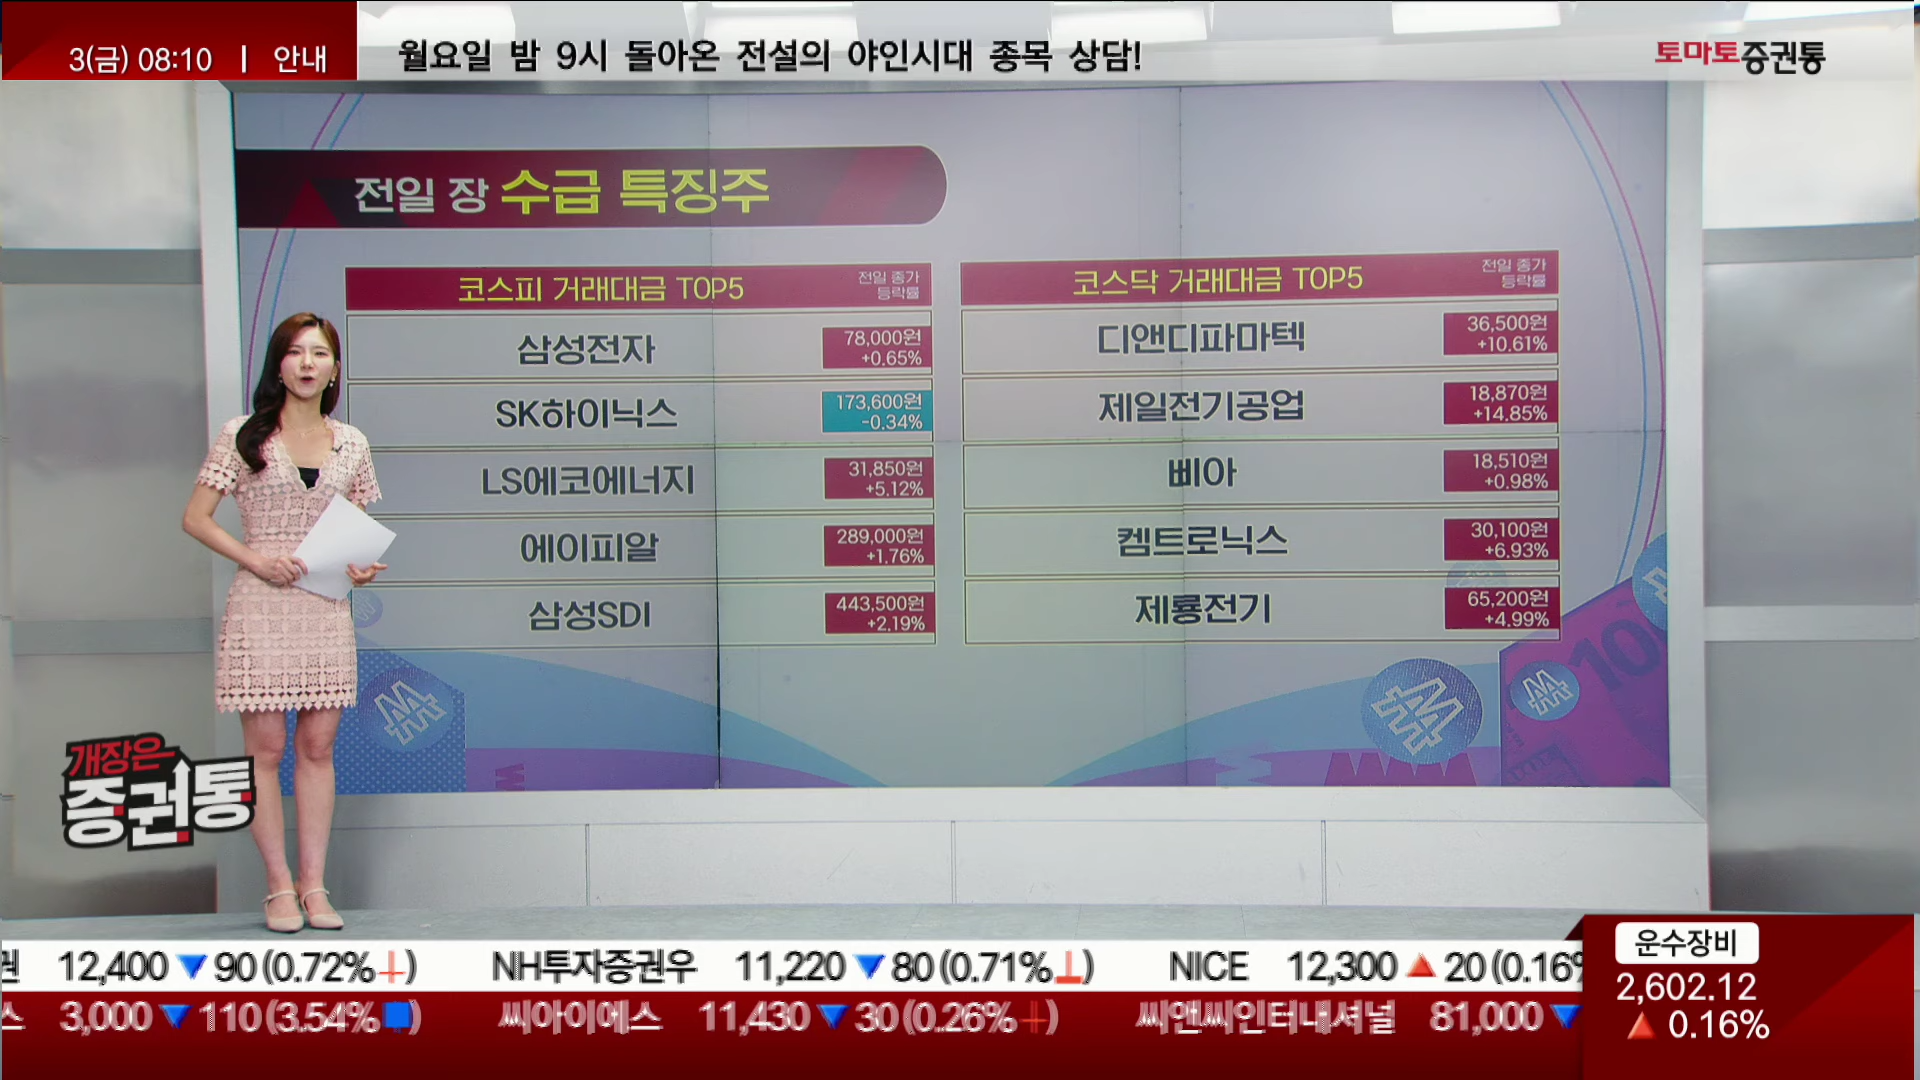 3(금) 08:10 | 안내
월요일 밤 9시 돌아온 전설의 야인시대 종목 상담!
토마토증권통
전일 장 수급 특징주
코스피 거래대금 TOP5
전일 종가
등락률
삼성전자
78,000원
+0.65%
SK하이닉스
173,600원
-0.34%
LS에코에너지
31,850원
+5.12%
에이피알
289,000원
+1.76%
삼성SDI
443,500원
+2.19%
코스닥 거래대금 TOP5
전일 종가
등락률
디앤디파마텍
36,500원
+10.61%
제일전기공업
18,870원
+14.85%
삐아
18,510원
+0.98%
켐트로닉스
30,100원
+6.93%
제룡전기
65,200원
+4.99%
개장은
증권통
12,400 ▼ 90 (0.72%) NH투자증권우 11,220 ▼ 80 (0.71%) NICE 12,300 ▲ 20 (0.16%
3,000 ▼ 110 (3.54%) 씨아이에스 11,430 ▼ 30 (0.26%) 씨앤씨인터내셔널 81,000 ▼
운수장비
2,602.12
▲ 0.16%